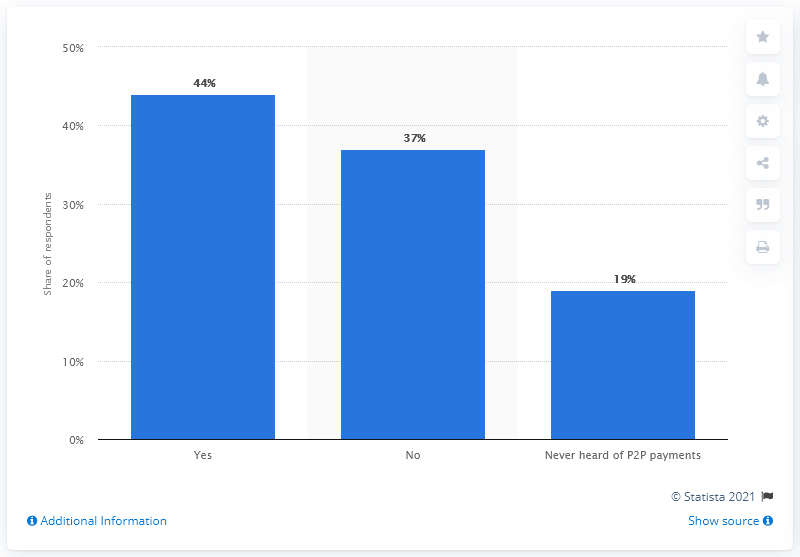 50%
40%
30%
20%
10%
0%
Share of respondents
44%
37%
19%
Yes
No
Never heard of P2P payments
© Statista 2021
Additional Information
Show source